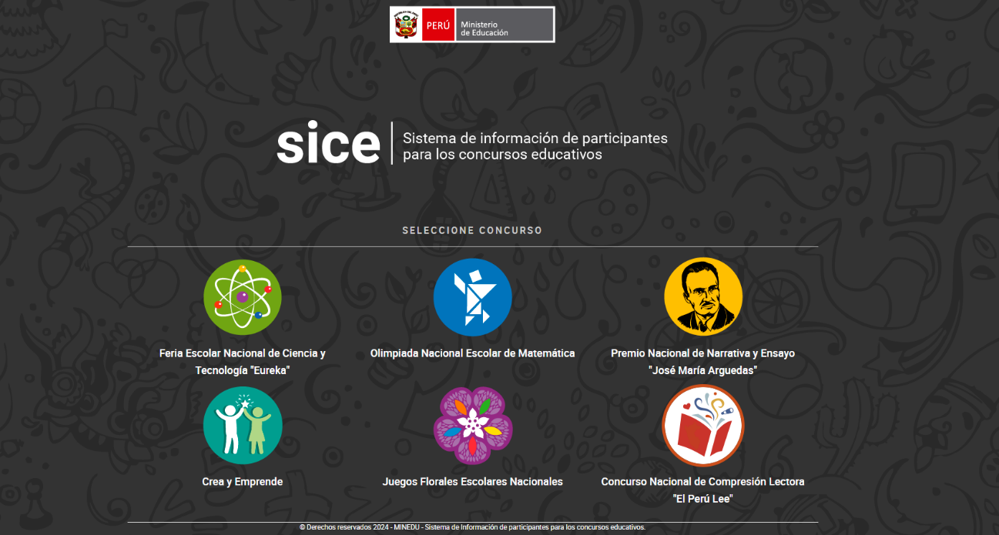 PERÚ
Ministerio
de Educación
sice
Sistema de información de participantes
para los concursos educativos
SELECCIONE CONCURSO
Feria Escolar Nacional de Ciencia y
Tecnología "Eureka"
Olimpiada Nacional Escolar de Matemática
Premio Nacional de Narrativa y Ensayo
"José María Arguedas"
Crea y Emprende
Juegos Florales Escolares Nacionales
Concurso Nacional de Compresión Lectora
"El Perú Lee"
© Derechos reservados 2024 - MINEDU - Sistema de Información de participantes para los concursos educativos.